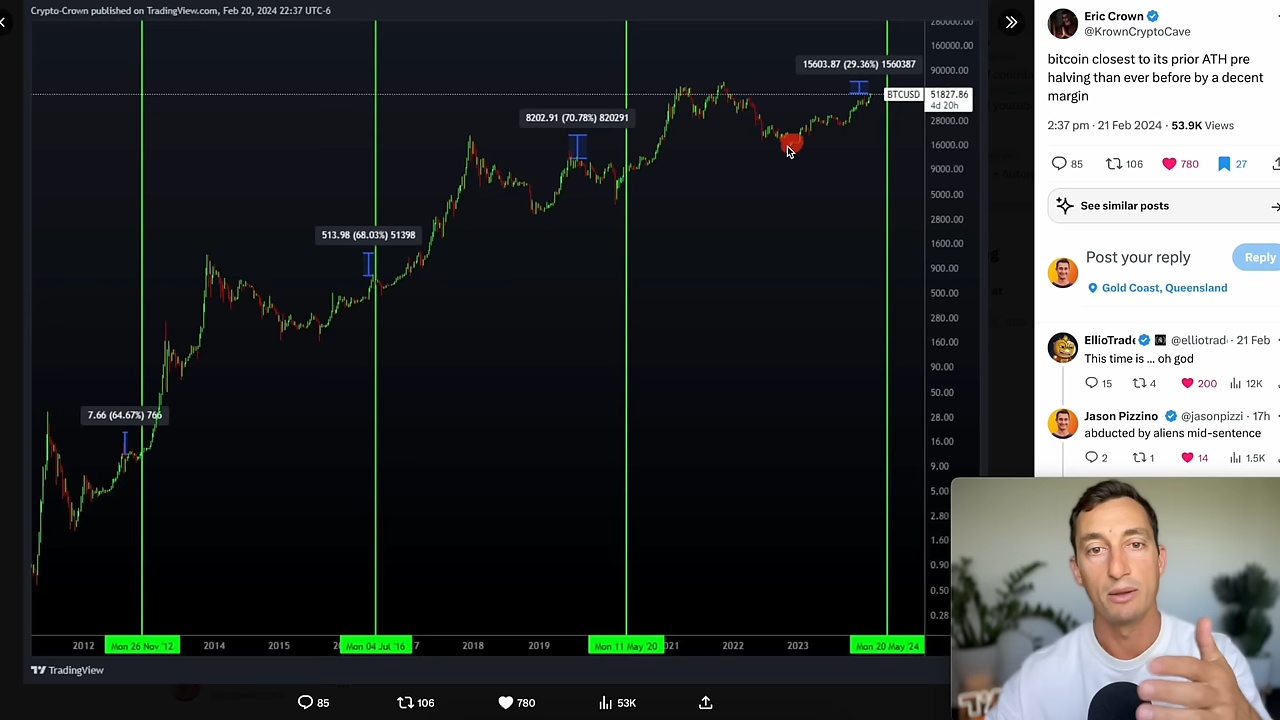 Crypto-Crown published on TradingView.com, Feb 20, 2024 22:37 UTC-6
280000.00
160000.00
90000.00
28000.00
16000.00
9000.00
5000.00
2800.00
1600.00
900.00
500.00
280.00
160.00
90.00
50.00
28.00
16.00
9.00
5.00
2.80
1.60
0.90
0.50
0.28
15603.87 (29.36%) 1560387
BTCUSD 51827.86
4d 20h
8202.91 (70.78%) 820291
513.98 (68.03%) 51398
7.66 (64.67%) 766
2012 Mon 26 Nov '12 2014 2015 Mon 04 Jul '16 7 2018 2019 Mon 11 May '20 021 2022 2023 Mon 20 May '24
TradingView
85 106 780 53K
Eric Crown
@KrownCryptoCave
bitcoin closest to its prior ATH pre
halving than ever before by a decent
margin
2:37 pm · 21 Feb 2024 · 53.9K Views
85 106 780 27
See similar posts
Post your reply
Reply
Gold Coast, Queensland
EllioTrade @elliotrad · 21 Feb
This time is ... oh god
15 4 200 12K
Jason Pizzino @jasonpizzi · 17h
abducted by aliens mid-sentence
2 1 14 1.5K